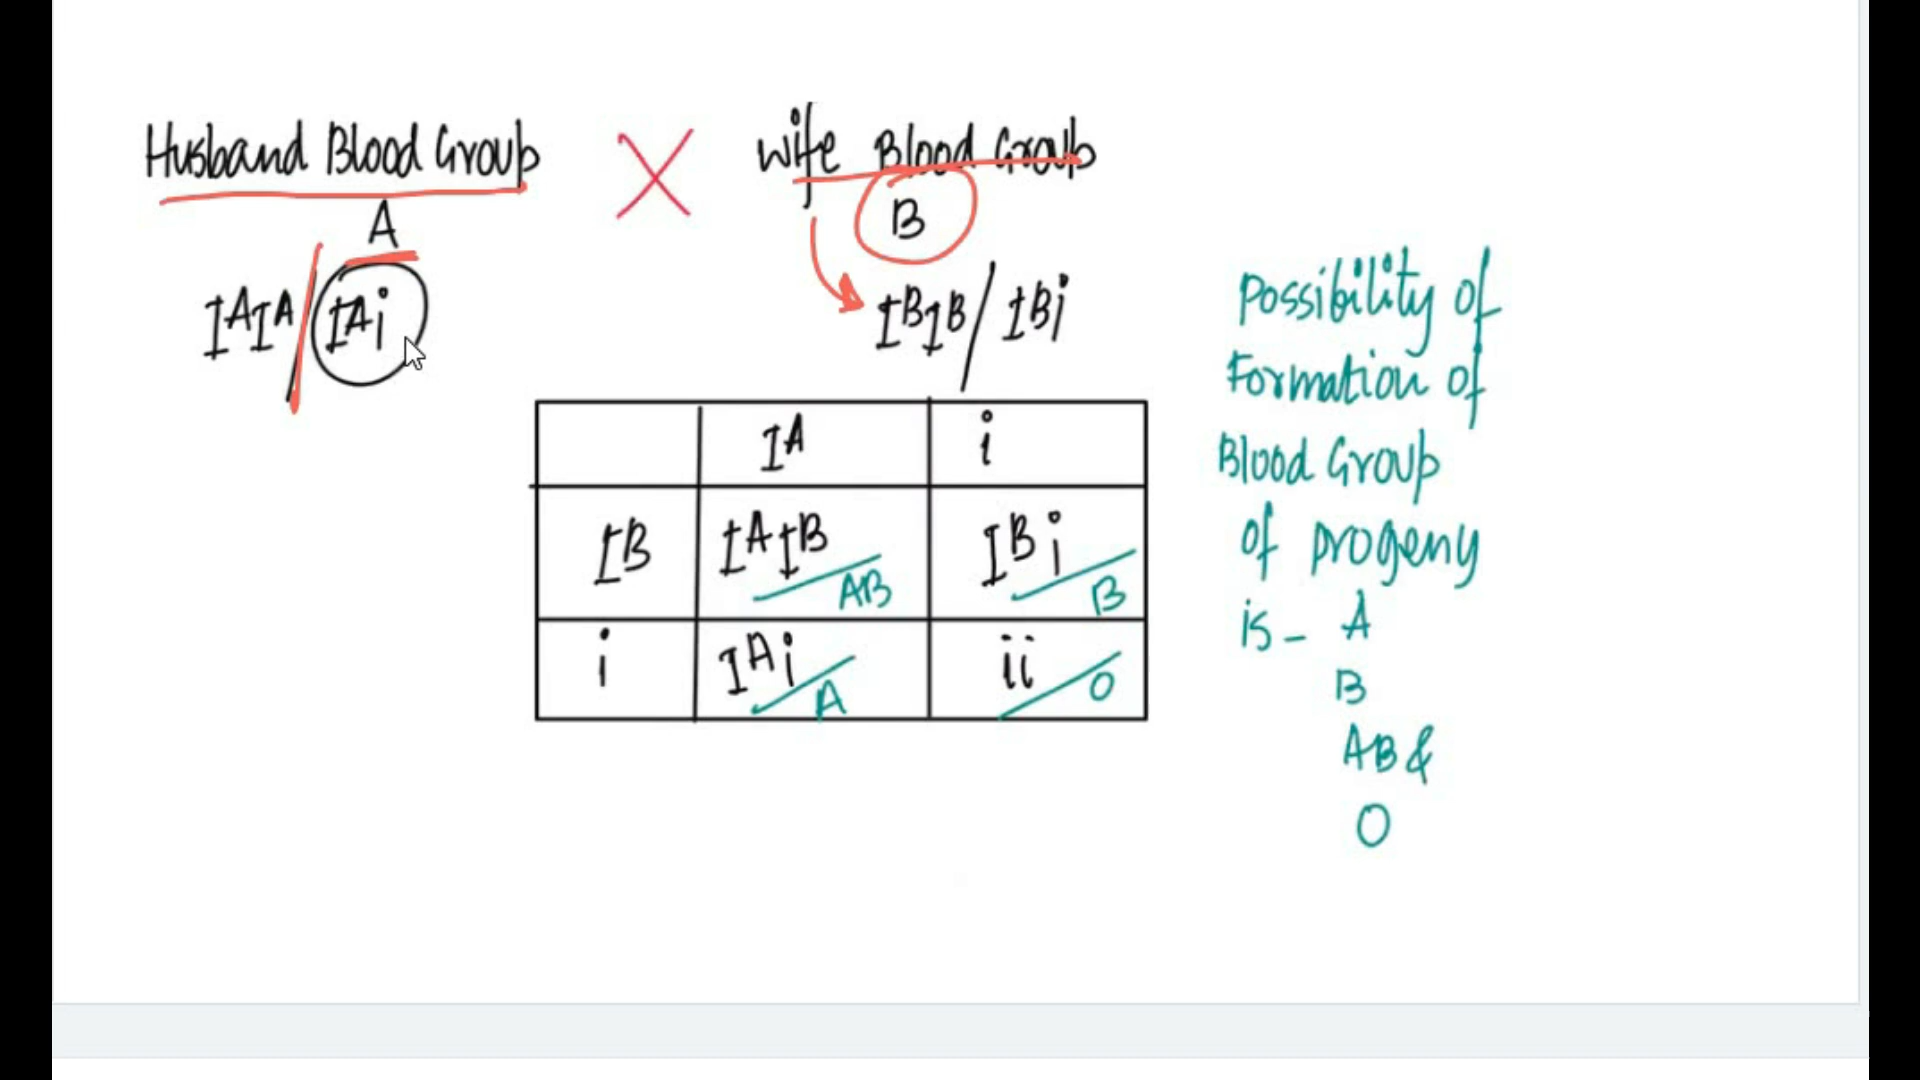 Husband Blood Group X wife Blood Group
A B
IAIA/IAi IBIB/IBi
IA i
IB IAIB AB IBi B
i IAi A ii O
Possibility of
Formation of
Blood Group
of progeny
is - A
B
AB &
O